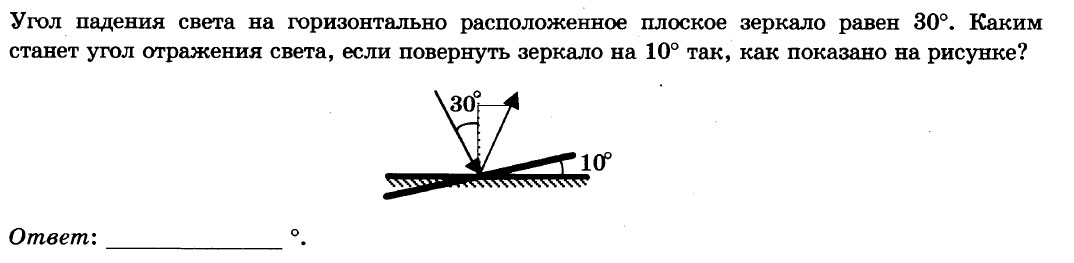 Угол падения света на горизонтально расположенное плоское зеркало равен 30°. Каким
станет угол отражения света, если повернуть зеркало на 10° так, как показано на рисунке?
30°
10°
Ответ: ________________ °.